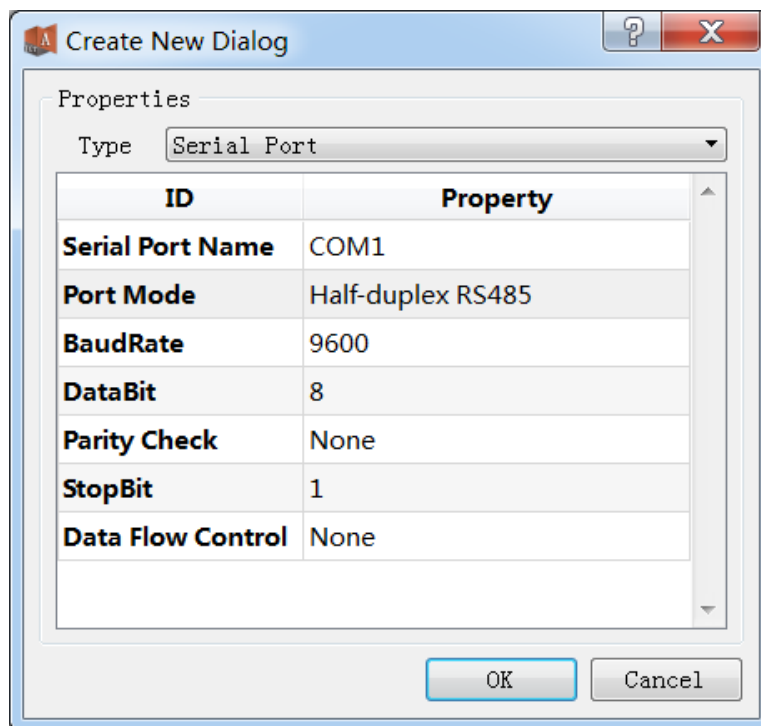 Create New Dialog
Properties
Type Serial Port
ID Property
Serial Port Name COM1
Port Mode Half-duplex RS485
BaudRate 9600
DataBit 8
Parity Check None
StopBit 1
Data Flow Control None
OK Cancel